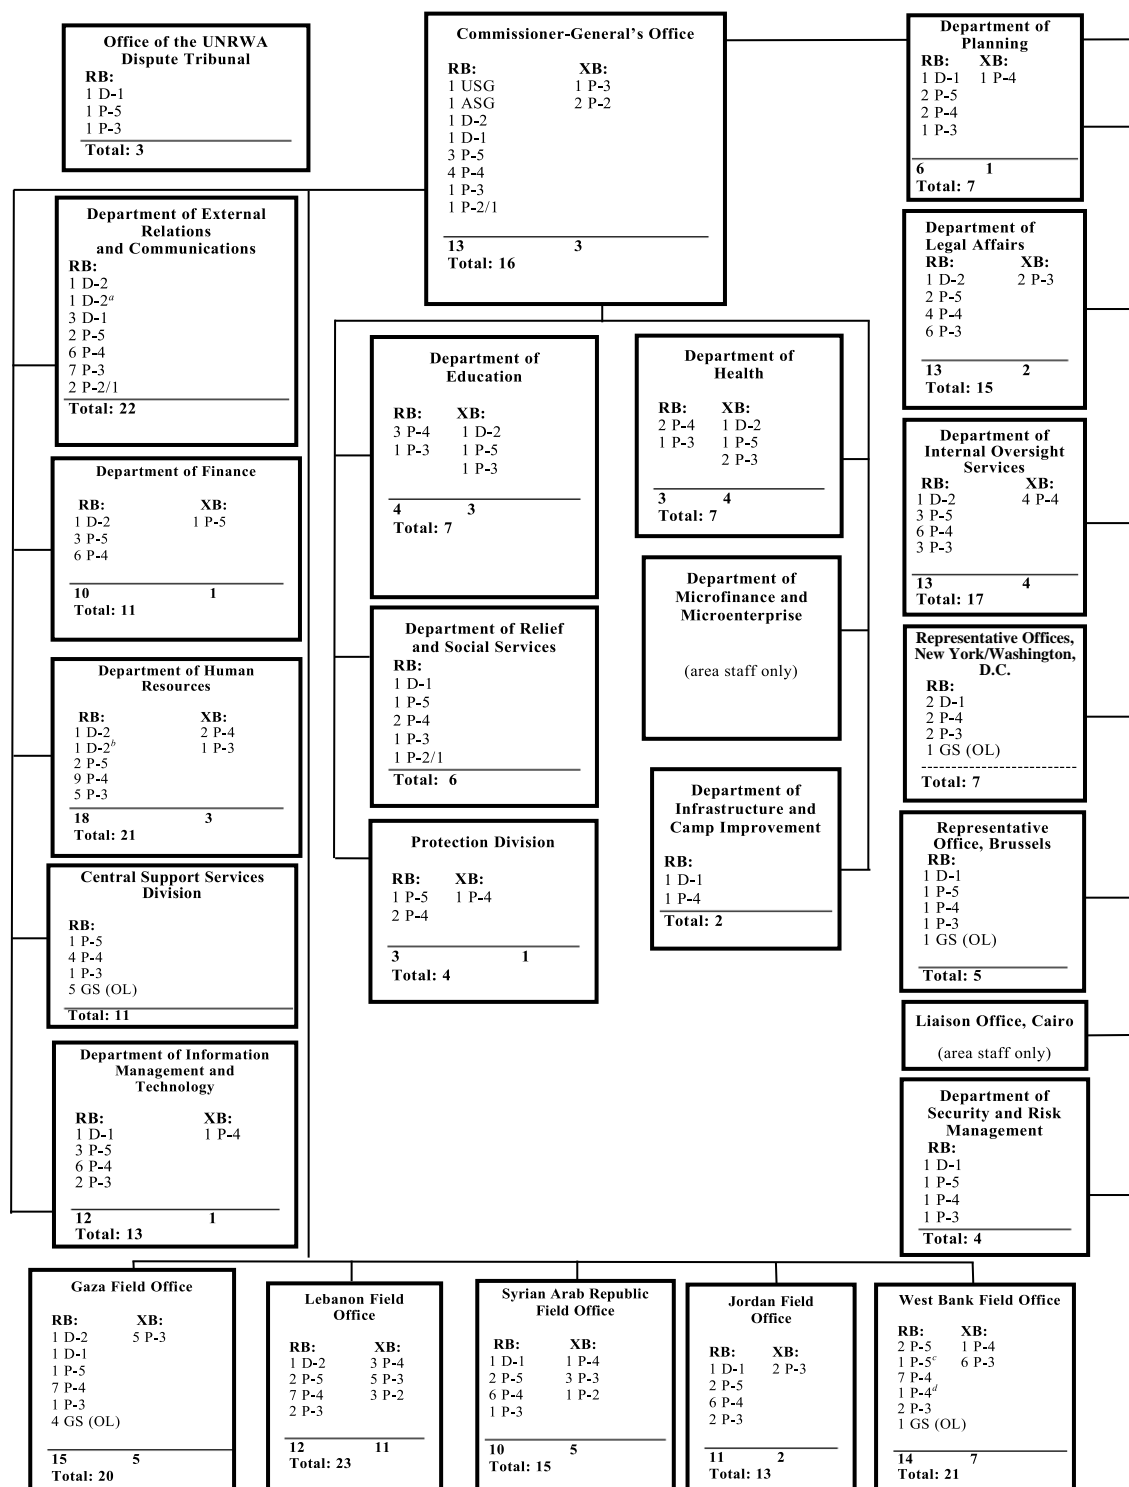 Office of the UNRWA
Dispute Tribunal
RB:
1 D-1
1 P-5
1 P-3
Total: 3
Commissioner-General’s Office
RB: XB:
1 USG 1 P-3
1 ASG 2 P-2
1 D-2
1 D-1
3 P-5
4 P-4
1 P-3
1 P-2/1
13 3
Total: 16
Department of
Planning
RB: XB:
1 D-1 1 P-4
2 P-5
2 P-4
1 P-3
6 1
Total: 7
Department of External
Relations
and Communications
RB:
1 D-2
1 D-2a
3 D-1
2 P-5
6 P-4
7 P-3
2 P-2/1
Total: 22
Department of
Legal Affairs
RB: XB:
1 D-2 2 P-3
2 P-5
4 P-4
6 P-3
13 2
Total: 15
Department of
Education
RB: XB:
3 P-4 1 D-2
1 P-3 1 P-5
1 P-3
4 3
Total: 7
Department of
Health
RB: XB:
2 P-4 1 D-2
1 P-3 1 P-5
2 P-3
3 4
Total: 7
Department of
Internal Oversight
Services
RB: XB:
1 D-2 4 P-4
3 P-5
6 P-4
3 P-3
13 4
Total: 17
Department of Finance
RB: XB:
1 D-2 1 P-5
3 P-5
6 P-4
10 1
Total: 11
Department of Relief
and Social Services
RB:
1 D-1
1 P-5
2 P-4
1 P-3
1 P-2/1
Total: 6
Department of
Microfinance and
Microenterprise
(area staff only)
Representative Offices,
New York/Washington,
D.C.
RB:
2 D-1
2 P-4
2 P-3
1 GS (OL)
Total: 7
Department of Human
Resources
RB: XB:
1 D-2 2 P-4
1 D-2b 1 P-3
2 P-5
9 P-4
5 P-3
18 3
Total: 21
Protection Division
RB: XB:
1 P-5 1 P-4
2 P-4
3 1
Total: 4
Department of
Infrastructure and
Camp Improvement
RB:
1 D-1
1 P-4
Total: 2
Representative
Office, Brussels
RB:
1 D-1
1 P-5
1 P-4
1 P-3
1 GS (OL)
Total: 5
Central Support Services
Division
RB:
1 P-5
4 P-4
1 P-3
5 GS (OL)
Total: 11
Liaison Office, Cairo
(area staff only)
Department of Information
Management and
Technology
RB: XB:
1 D-1 1 P-4
3 P-5
6 P-4
2 P-3
12 1
Total: 13
Department of
Security and Risk
Management
RB:
1 D-1
1 P-5
1 P-4
1 P-3
Total: 4
Gaza Field Office
RB: XB:
1 D-2 5 P-3
1 D-1
1 P-5
7 P-4
1 P-3
4 GS (OL)
15 5
Total: 20
Lebanon Field
Office
RB: XB:
1 D-2 3 P-4
2 P-5 5 P-3
7 P-4 3 P-2
2 P-3
12 11
Total: 23
Syrian Arab Republic
Field Office
RB: XB:
1 D-1 1 P-4
2 P-5 3 P-3
6 P-4 1 P-2
1 P-3
10 5
Total: 15
Jordan Field
Office
RB: XB:
1 D-1 2 P-3
2 P-5
6 P-4
2 P-3
11 2
Total: 13
West Bank Field Office
RB: XB:
2 P-5 1 P-4
1 P-5c 6 P-3
7 P-4
1 P-4d
2 P-3
1 GS (OL)
14 7
Total: 21